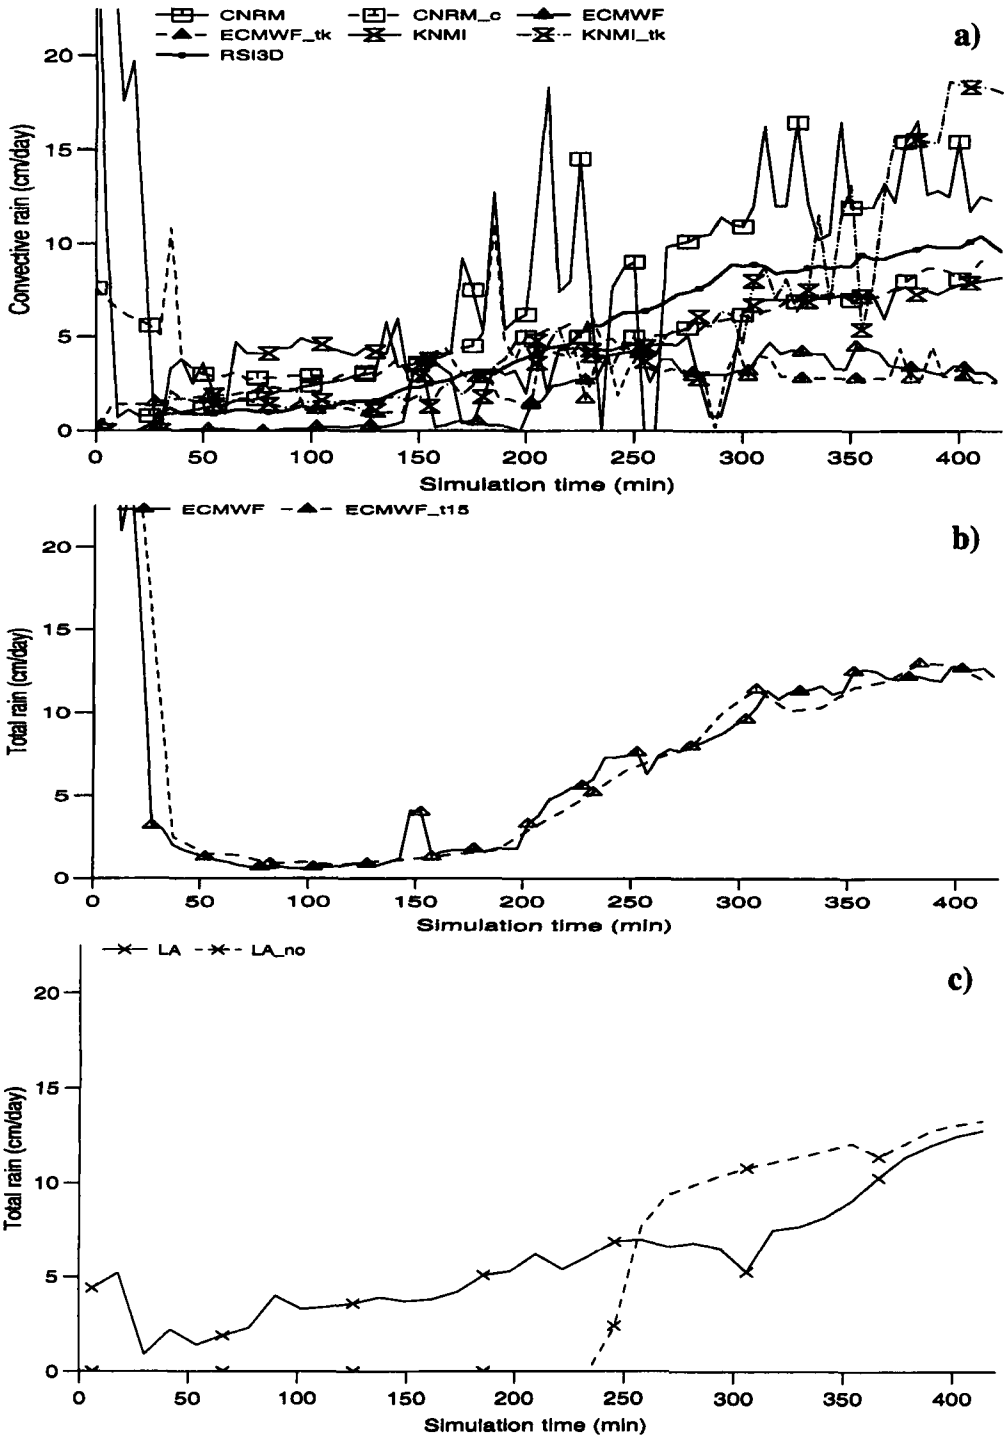 CNRM CNRM_c ECMWF
ECMWF_tk KNMI KNMI_tk
RSI3D
a)
20
15
10
5
0
Convective rain (cm/day)
0 50 100 150 200 250 300 350 400
Simulation time (min)
ECMWF ECMWF_t15
b)
20
15
10
5
0
Total rain (cm/day)
0 50 100 150 200 250 300 350 400
Simulation time (min)
LA LA_no
c)
20
15
10
5
0
Total rain (cm/day)
0 50 100 150 200 250 300 350 400
Simulation time (min)